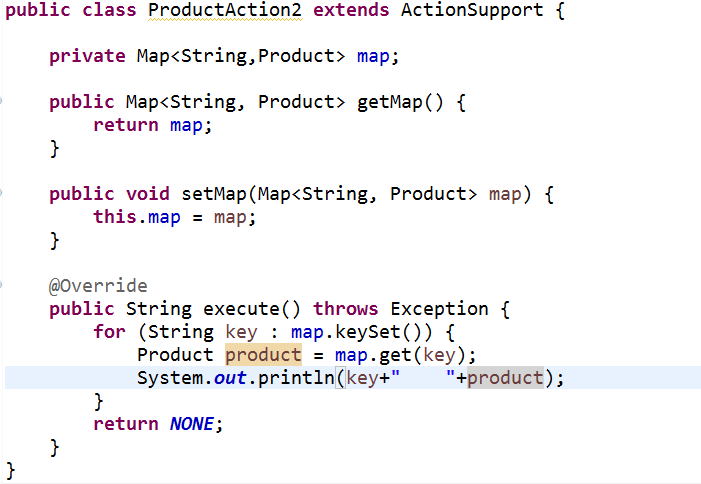 public class ProductAction2 extends ActionSupport {
private Map<String,Product> map;
public Map<String, Product> getMap() {
return map;
}
public void setMap(Map<String, Product> map) {
this.map = map;
}
@Override
public String execute() throws Exception {
for (String key : map.keySet()) {
Product product = map.get(key);
System.out.println(key+"    "+product);
}
return NONE;
}
}